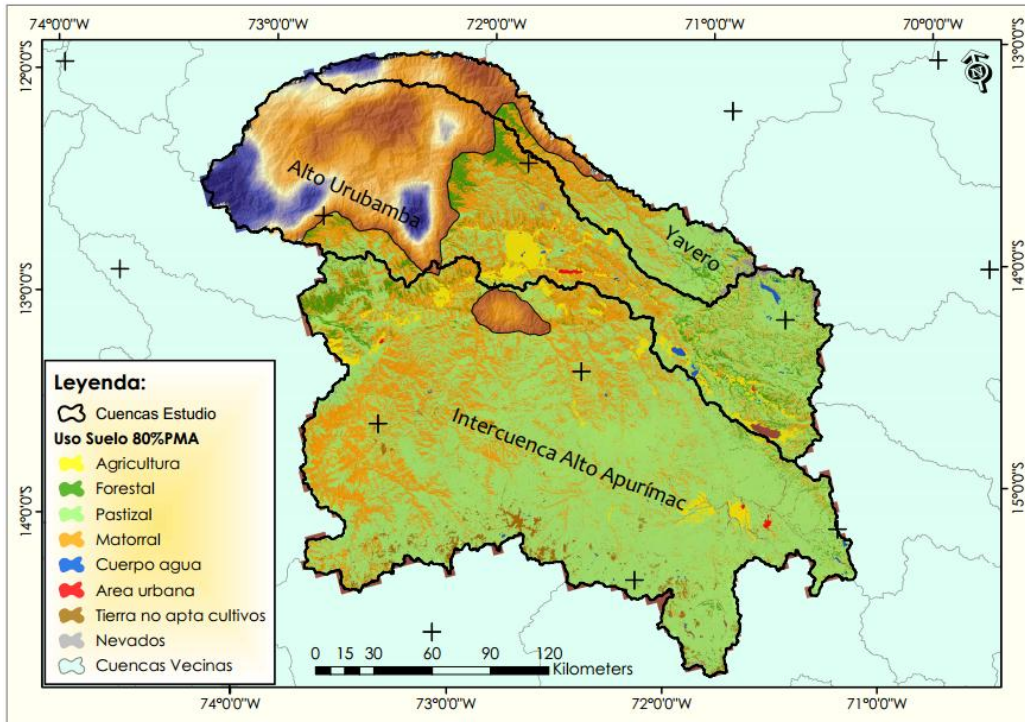 74°0'0"W 73°0'0"W 72°0'0"W 71°0'0"W 70°0'0"W
12°0'0"S
13°0'0"S
14°0'0"S
13°0'0"S
14°0'0"S
15°0'0"S
N
Alto Urubamba
Yavero
Intercuenca Alto Apurímac
Leyenda:
Cuencas Estudio
Uso Suelo 80%PMA
Agricultura
Forestal
Pastizal
Matorral
Cuerpo agua
Area urbana
Tierra no apta cultivos
Nevados
Cuencas Vecinas
0 15 30 60 90 120
Kilometers
74°0'0"W 73°0'0"W 72°0'0"W 71°0'0"W